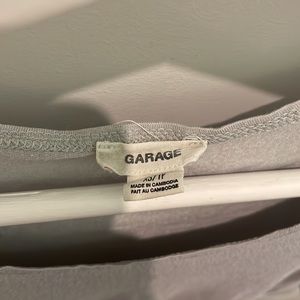 GARAGE
XS/TP
MADE IN CAMBODIA
FAIT AU CAMBODGE